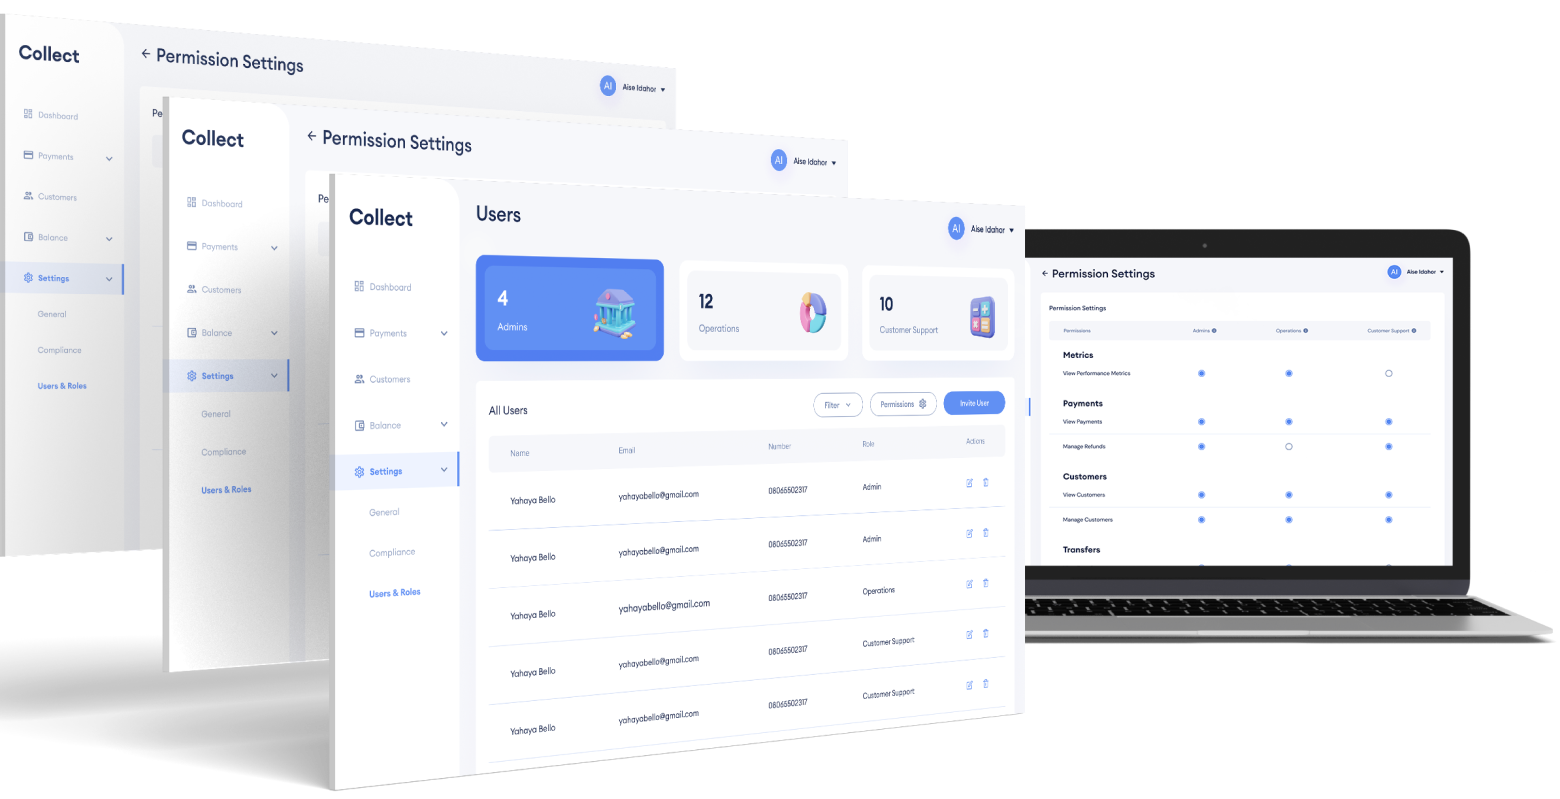 Collect
← Permission Settings
AI Aise Idahor
Dashboard
Pe
Payments
Customers
Balance
Settings
General
Compliance
Users & Roles
Collect
← Permission Settings
AI Aise Idahor
Dashboard
Pe
Payments
Customers
Balance
Settings
General
Compliance
Users & Roles
Collect
Users
AI Aise Idahor
Dashboard
Payments
Customers
Balance
Settings
General
Compliance
Users & Roles
4
Admins
12
Operations
10
Customer Support
All Users
Filter
Permissions
Invite User
Name Email Number Role Actions
Yahaya Bello yahayabello@gmail.com 08065502317 Admin
Yahaya Bello yahayabello@gmail.com 08065502317 Admin
Yahaya Bello yahayabello@gmail.com 08065502317 Operations
Yahaya Bello yahayabello@gmail.com 08065502317 Customer Support
Yahaya Bello yahayabello@gmail.com 08065502317 Customer Support
← Permission Settings
AI Aise Idahor
Permission Settings
Permissions Admins Operations Customer Support
Metrics
View Performance Metrics
Payments
View Payments
Manage Refunds
Customers
View Customers
Manage Customers
Transfers